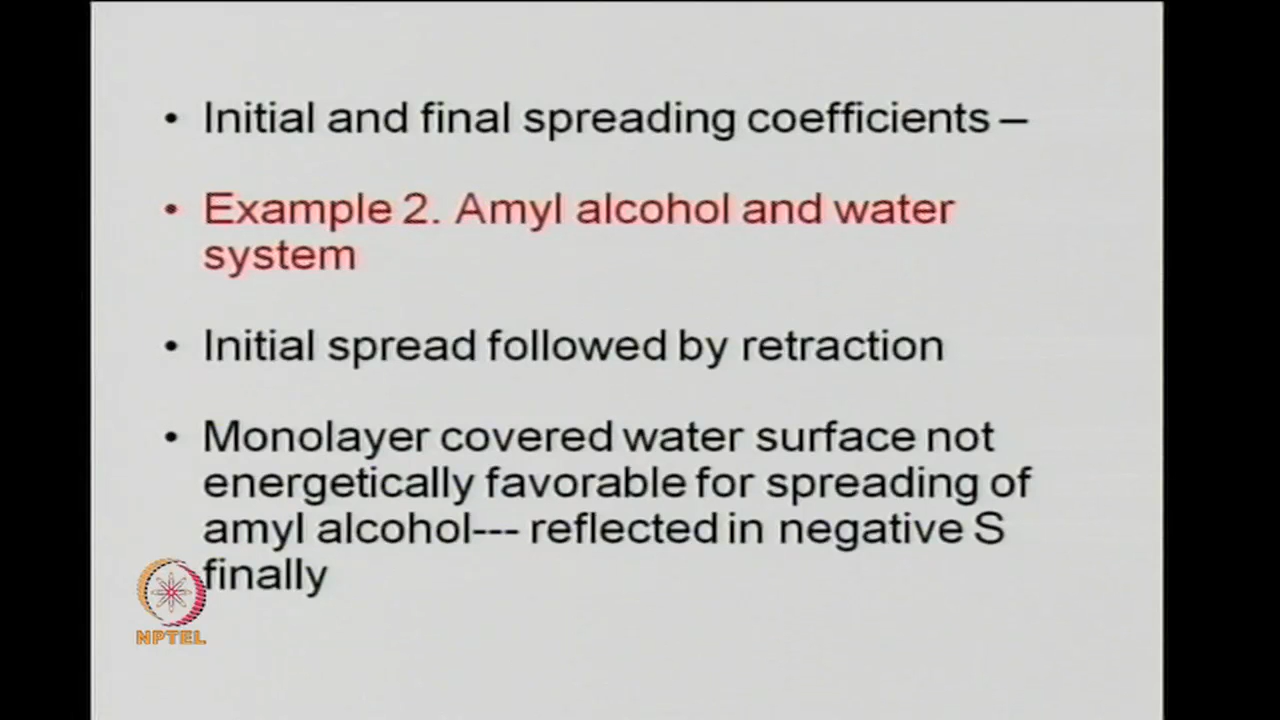 • Initial and final spreading coefficients –
• Example 2. Amyl alcohol and water
system
• Initial spread followed by retraction
• Monolayer covered water surface not
energetically favorable for spreading of
amyl alcohol--- reflected in negative S
finally
NPTEL